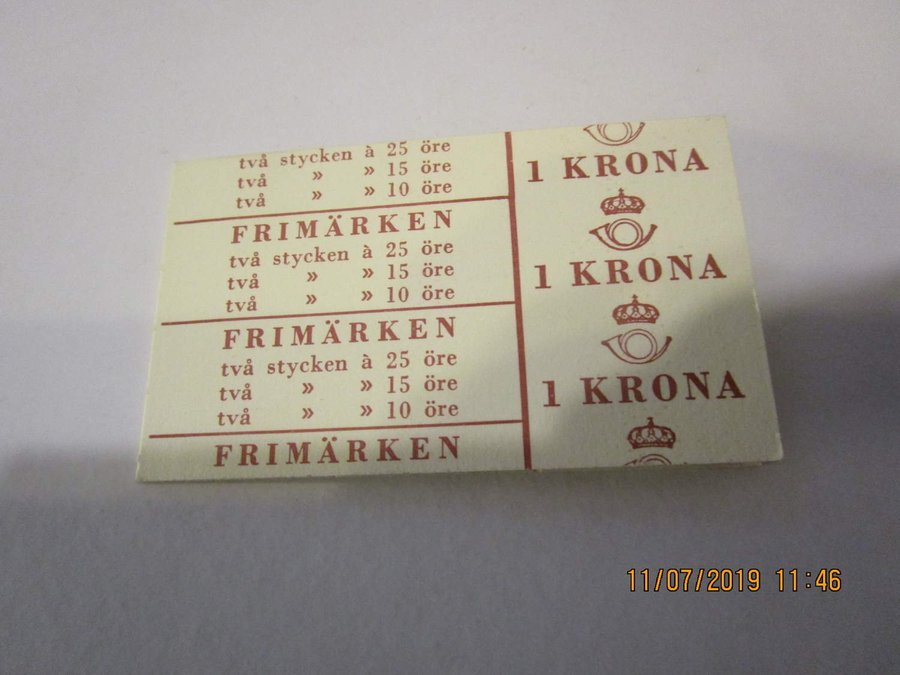 två stycken à 25 öre
två » » 15 öre
två » » 10 öre
FRIMÄRKEN
två stycken à 25 öre
två » » 15 öre
två » » 10 öre
FRIMÄRKEN
två stycken à 25 öre
två » » 15 öre
två » » 10 öre
FRIMÄRKEN
1 KRONA
1 KRONA
1 KRONA
11/07/2019 11:46